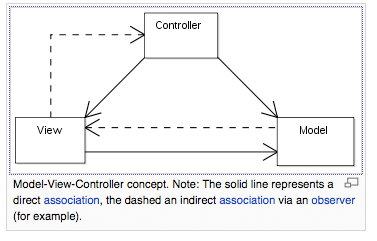 Controller
View
Model
Model-View-Controller concept. Note: The solid line represents a
direct association, the dashed an indirect association via an observer
(for example).